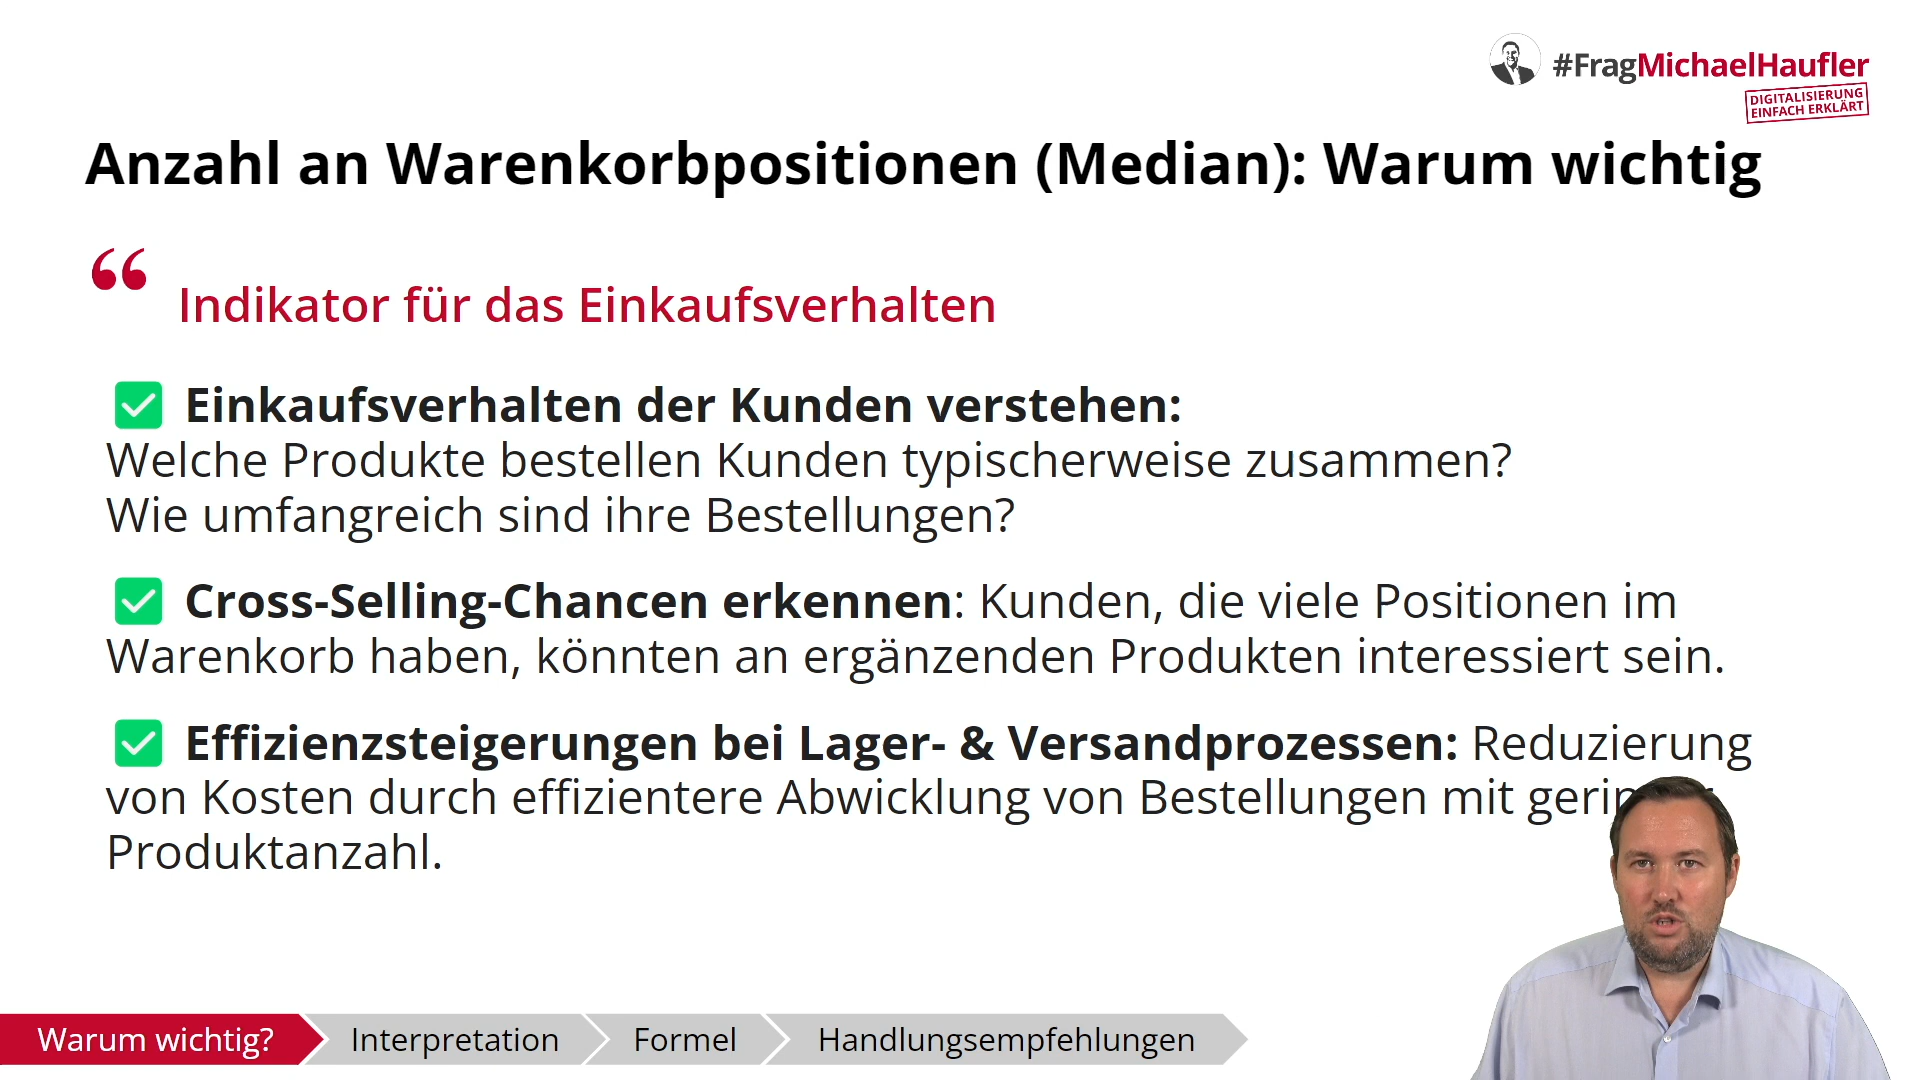 #FragMichaelHaufler
DIGITALISIERUNG
EINFACH ERKLÄRT
Anzahl an Warenkorbpositionen (Median): Warum wichtig
“ Indikator für das Einkaufsverhalten
✅ Einkaufsverhalten der Kunden verstehen:
Welche Produkte bestellen Kunden typischerweise zusammen?
Wie umfangreich sind ihre Bestellungen?
✅ Cross-Selling-Chancen erkennen: Kunden, die viele Positionen im
Warenkorb haben, könnten an ergänzenden Produkten interessiert sein.
✅ Effizienzsteigerungen bei Lager- & Versandprozessen: Reduzierung
von Kosten durch effizientere Abwicklung von Bestellungen mit
Produktanzahl.
Warum wichtig?
Interpretation
Formel
Handlungsempfehlungen